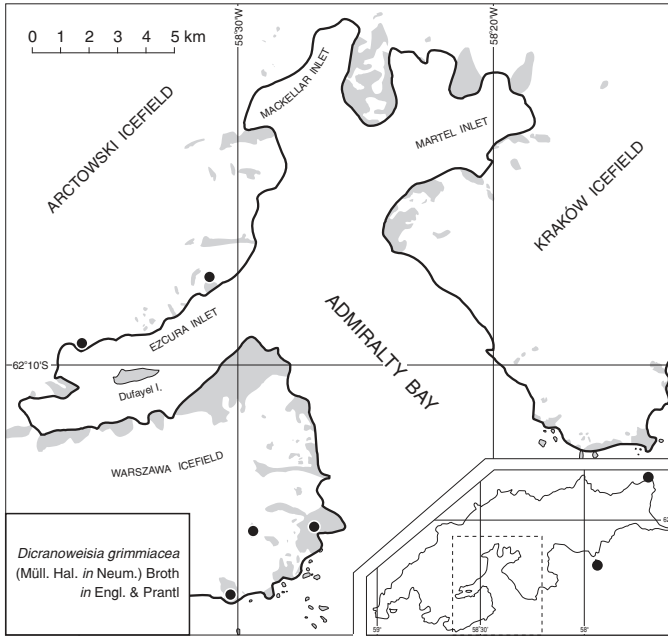 58°30'W
58°20'W
0 1 2 3 4 5 km
MACKELLAR INLET
MARTEL INLET
ARCTOWSKI ICEFIELD
KRAKÓW ICEFIELD
EZCURA INLET
ADMIRALTY BAY
62°10'S
Dufayel I.
WARSZAWA ICEFIELD
Dicranoweisia grimmiacea
(Müll. Hal. in Neum.) Broth
in Engl. & Prantl
62
59°
58°30'
58°